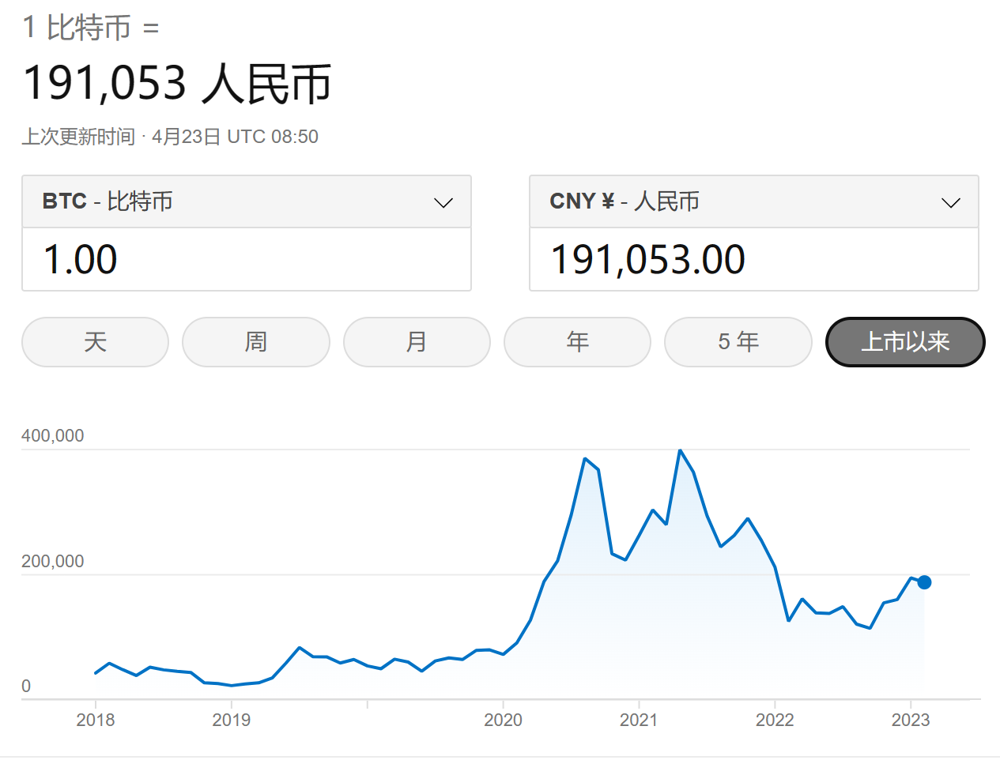 1 比特币 =
191,053 人民币
上次更新时间 · 4月23日 UTC 08:50
BTC - 比特币
CNY ¥ - 人民币
1.00
191,053.00
天 周 月 年 5 年 上市以来
400,000
200,000
0
2018 2019 2020 2021 2022 2023